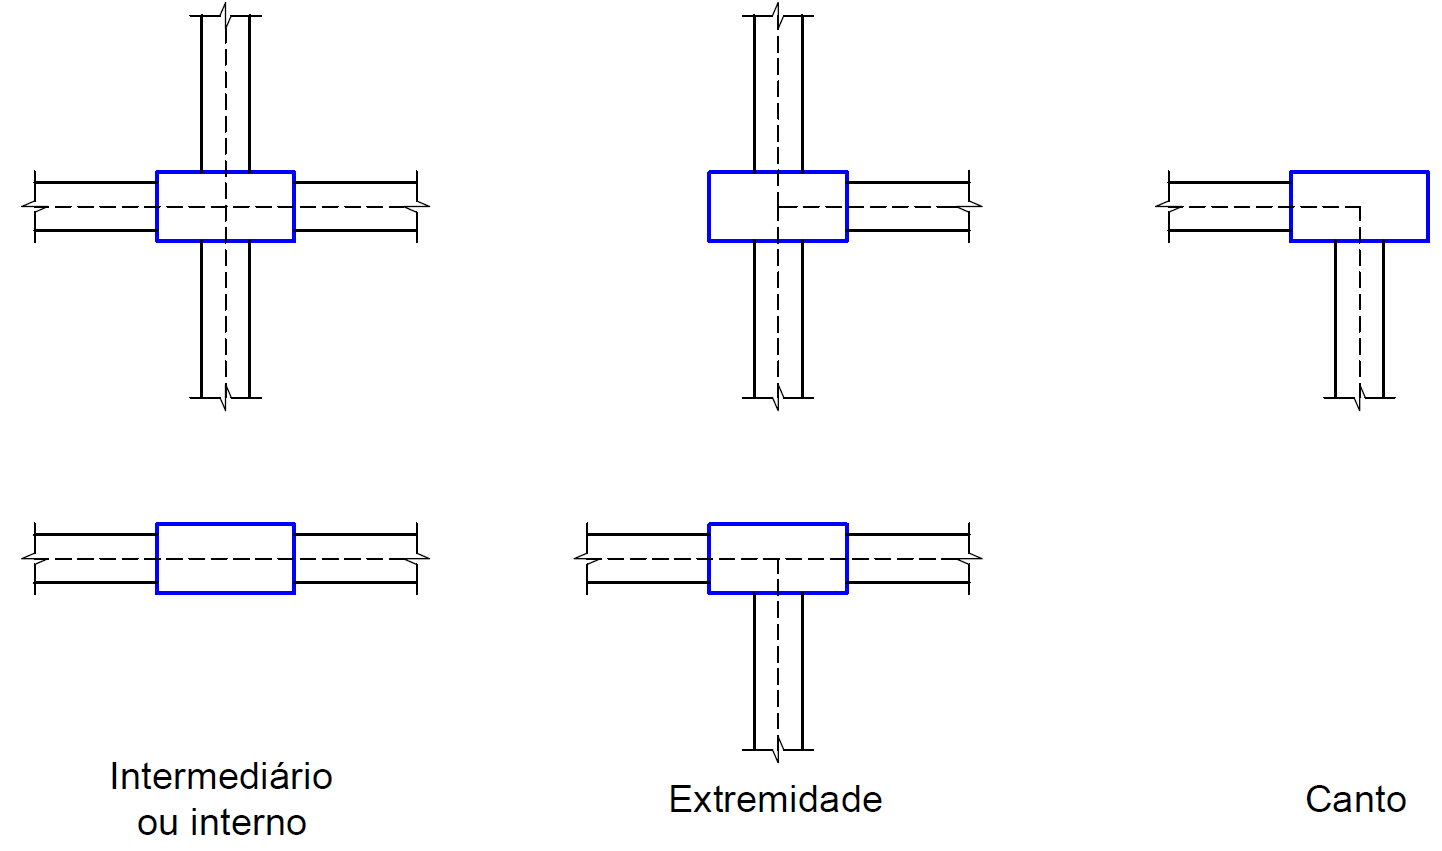 Intermediário
ou interno
Extremidade
Canto